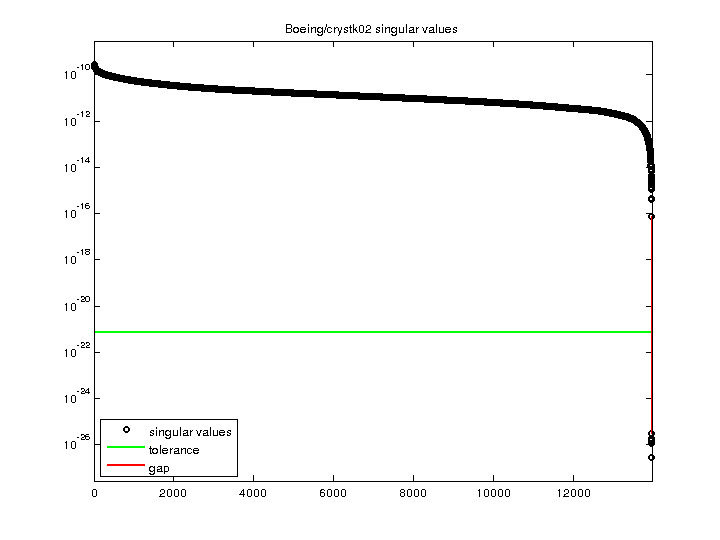 Boeing/crystk02 singular values
10^-10
10^-12
10^-14
10^-16
10^-18
10^-20
10^-22
10^-24
10^-26
singular values
tolerance
gap
0 2000 4000 6000 8000 10000 12000